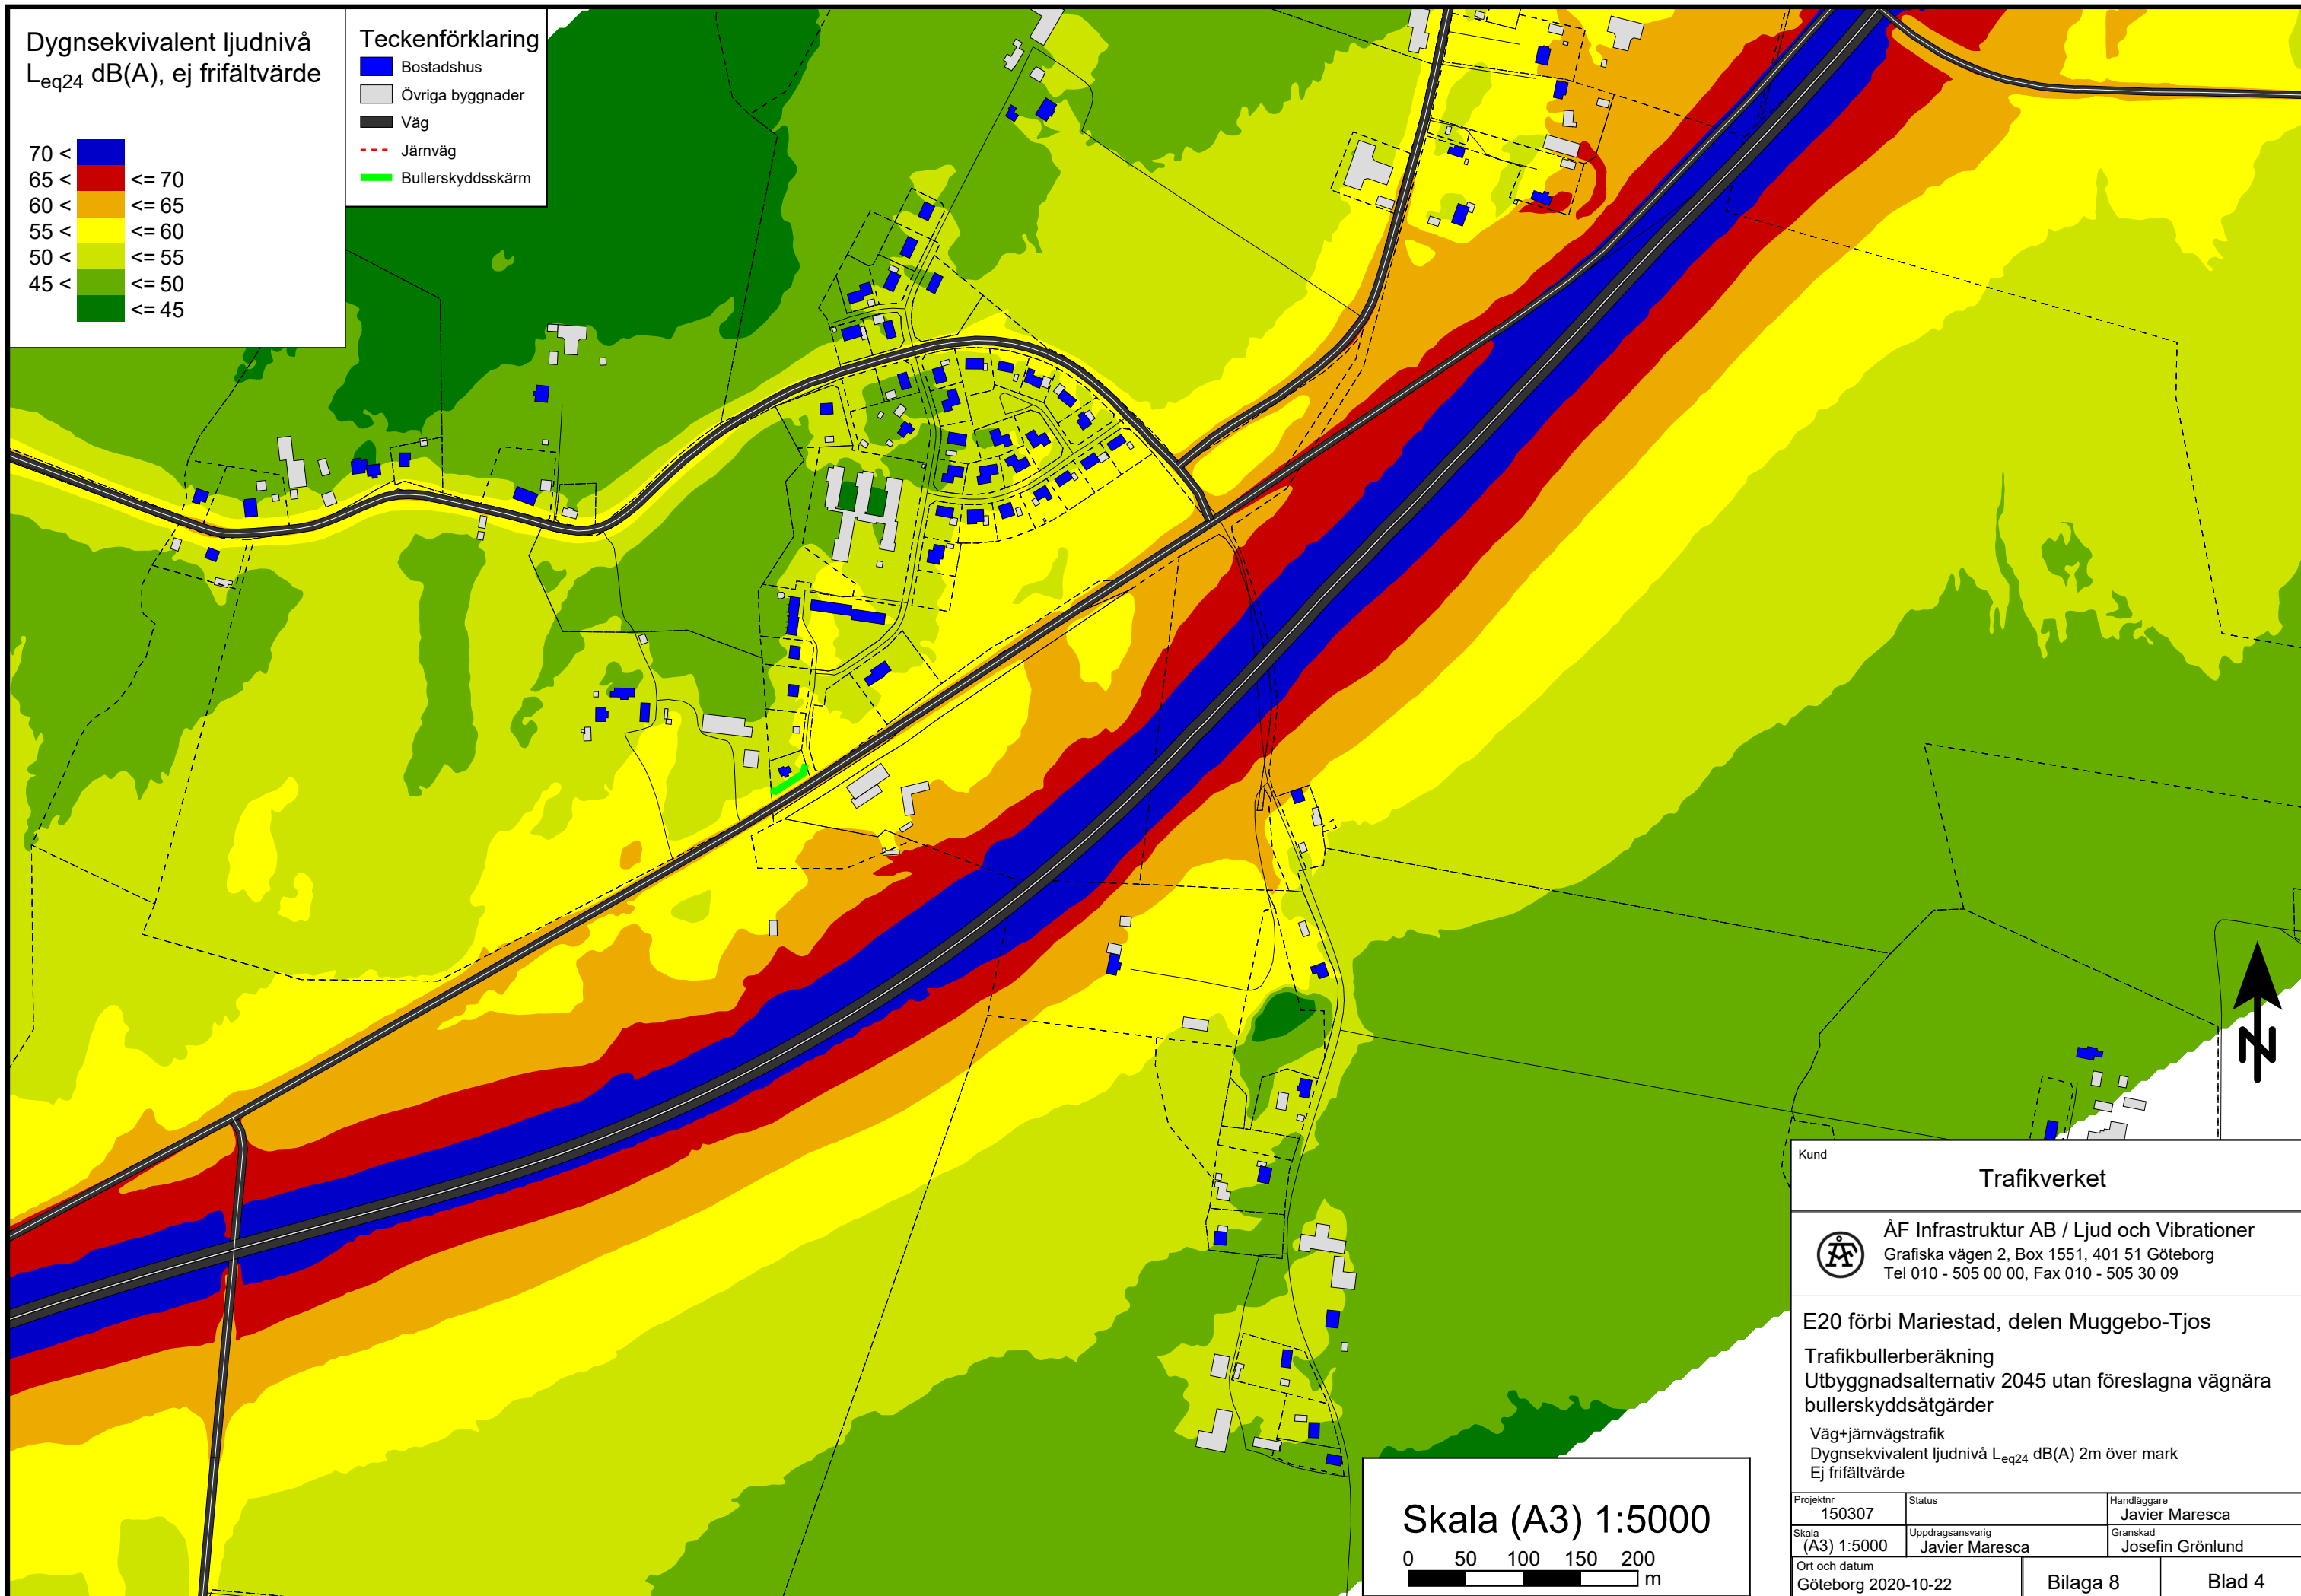 Dygnsekvivalent ljudnivå
Leq24 dB(A), ej frifältvärde
70 <
65 < <= 70
60 < <= 65
55 < <= 60
50 < <= 55
45 < <= 50
<= 45
Teckenförklaring
Bostadshus
Övriga byggnader
Väg
Järnväg
Bullerskyddsskärm
N
Skala (A3) 1:5000
0 50 100 150 200
m
Kund
Trafikverket
ÅF
ÅF Infrastruktur AB / Ljud och Vibrationer
Grafiska vägen 2, Box 1551, 401 51 Göteborg
Tel 010 - 505 00 00, Fax 010 - 505 30 09
E20 förbi Mariestad, delen Muggebo-Tjos
Trafikbullerberäkning
Utbyggnadsalternativ 2045 utan föreslagna vägnära
bullerskyddsåtgärder
Väg+järnvägstrafik
Dygnsekvivalent ljudnivå Leq24 dB(A) 2m över mark
Ej frifältvärde
Projektnr Status Handläggare
150307 Javier Maresca
Skala Uppdragsansvarig Granskad
(A3) 1:5000 Javier Maresca Josefin Grönlund
Ort och datum
Göteborg 2020-10-22 Bilaga 8 Blad 4